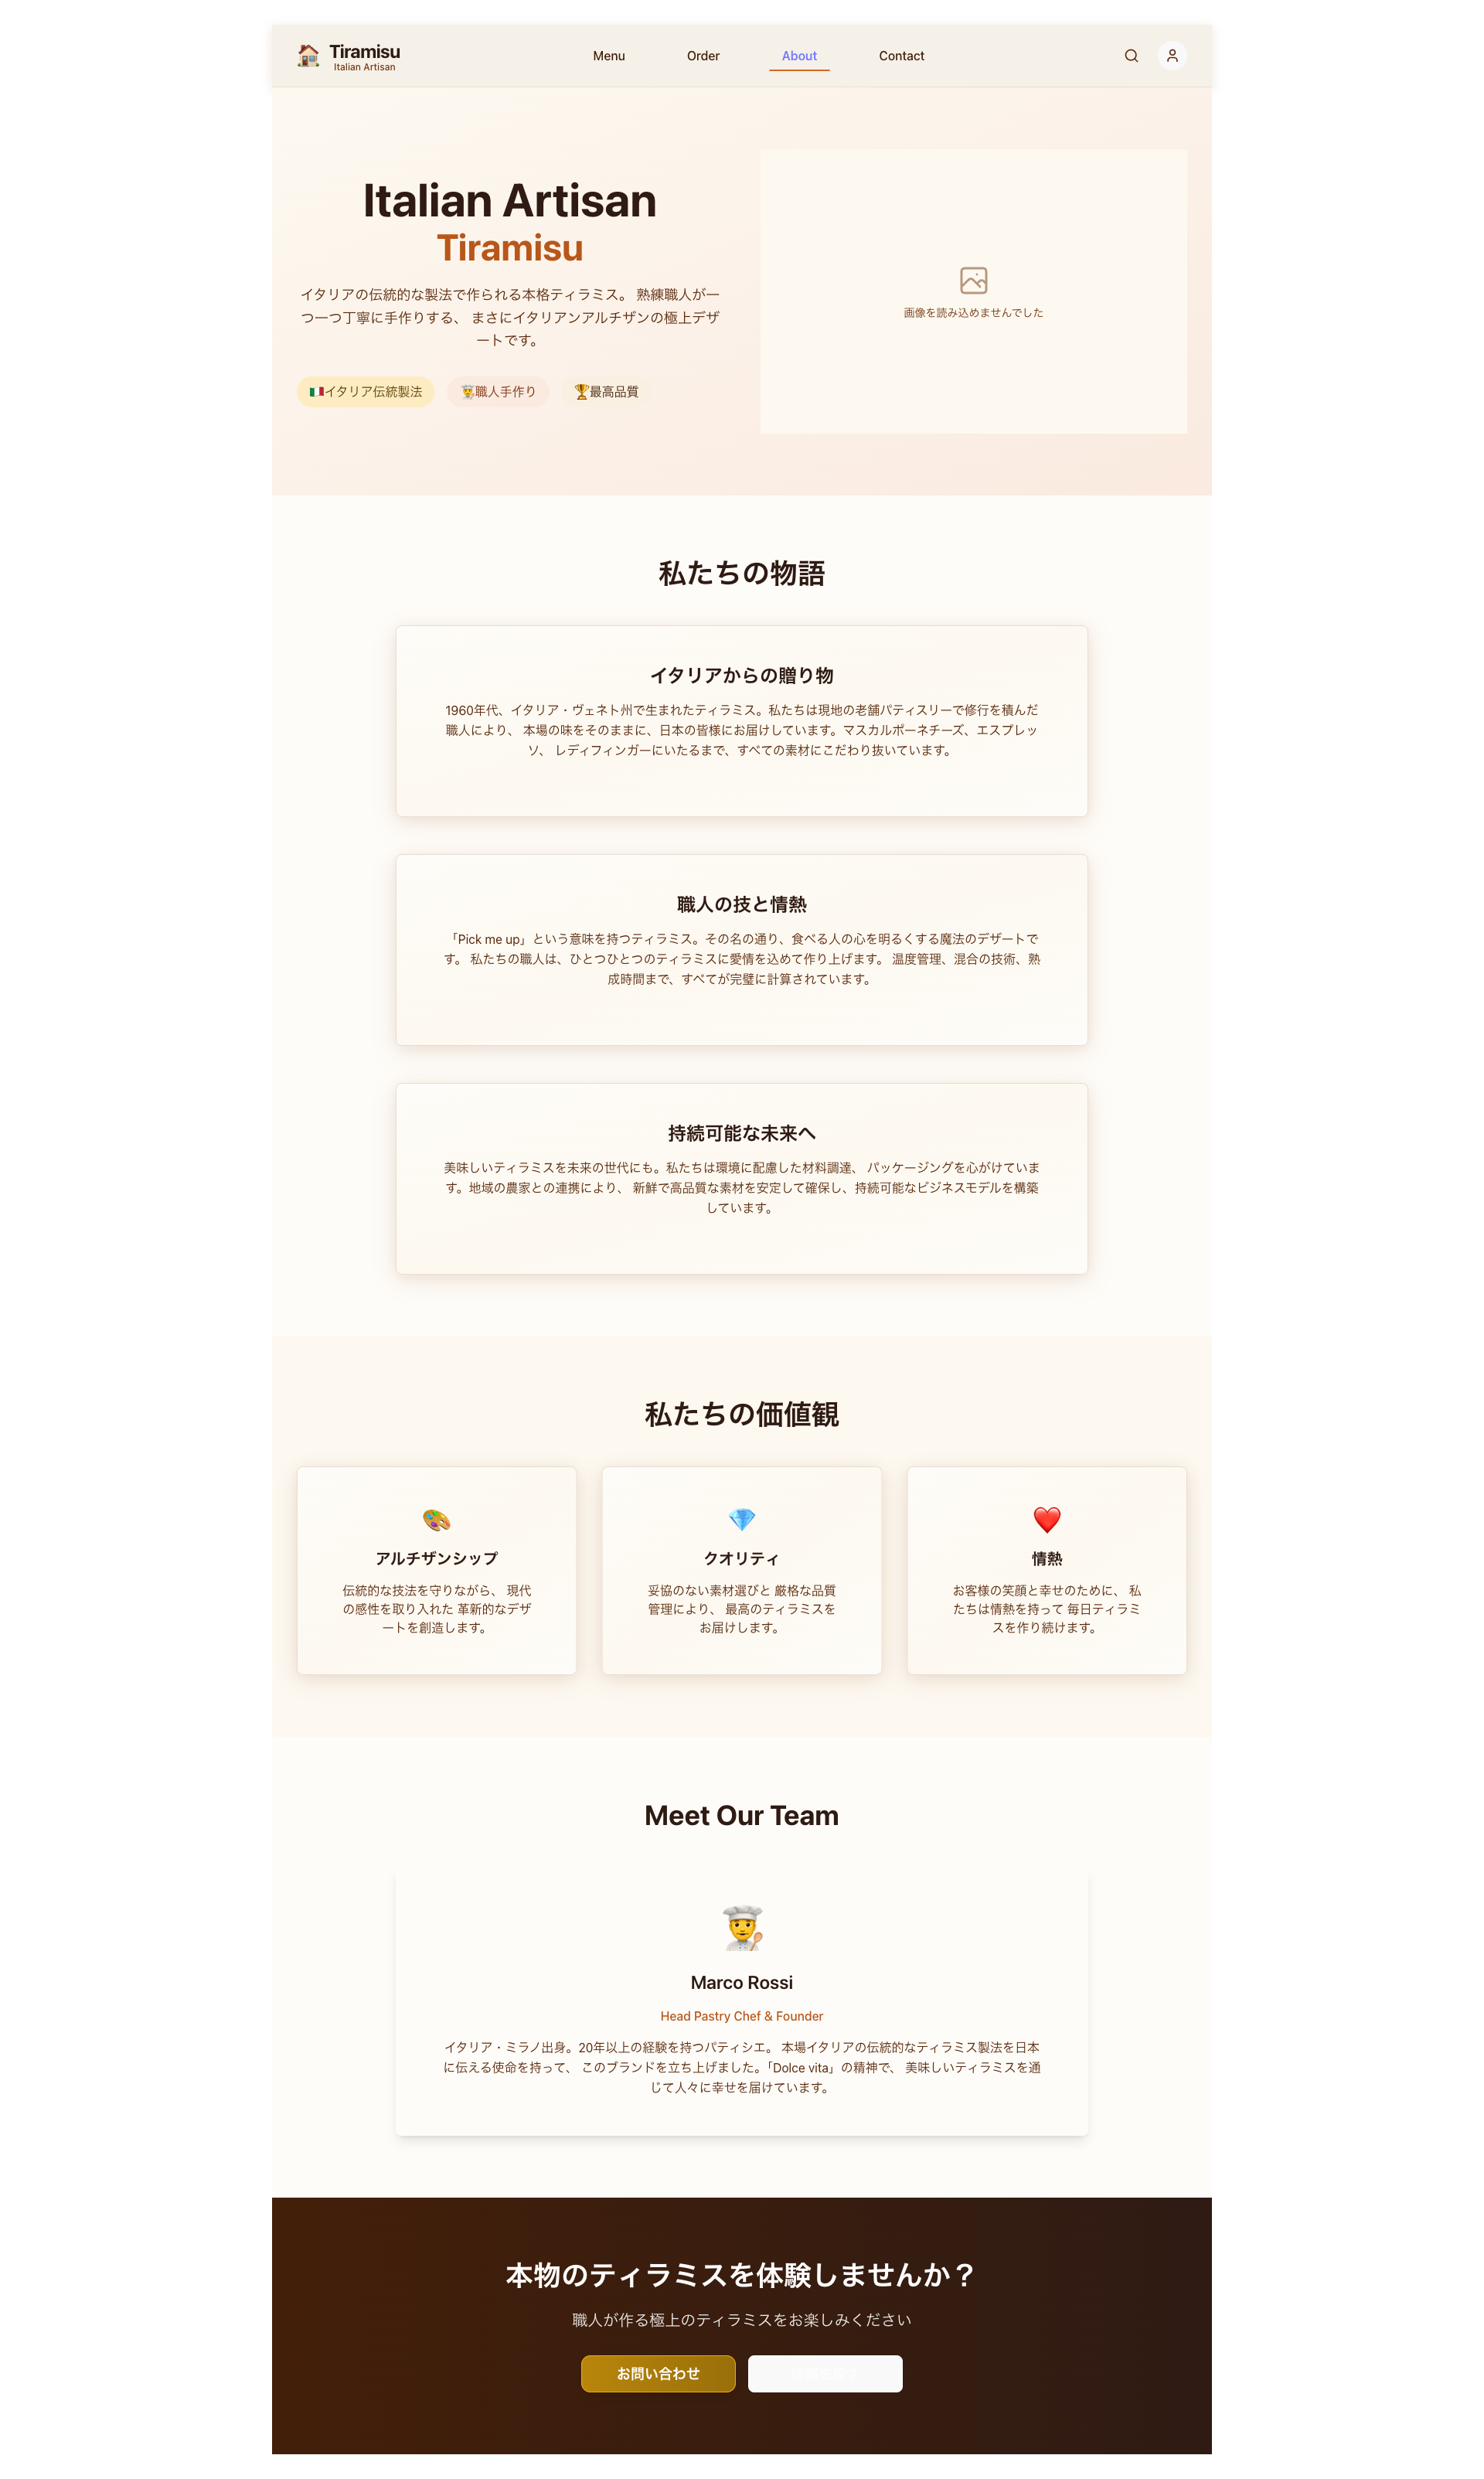 Tiramisu
Italian Artisan
Menu
Order
About
Contact
Italian Artisan
Tiramisu
イタリアの伝統的な製法で作られる本格ティラミス。 熟練職人が一
つ一つ丁寧に手作りする、 まさにイタリアンアルチザンの極上デザ
ートです。
🇮🇹イタリア伝統製法
👨‍🍳職人手作り
🏆最高品質
画像を読み込めませんでした
私たちの物語
イタリアからの贈り物
1960年代、イタリア・ヴェネト州で生まれたティラミス。私たちは現地の老舗パティスリーで修行を積んだ
職人により、 本場の味をそのままに、日本の皆様にお届けしています。マスカルポーネチーズ、エスプレッ
ソ、 レディフィンガーにいたるまで、すべての素材にこだわり抜いています。
職人の技と情熱
「Pick me up」という意味を持つティラミス。その名の通り、食べる人の心を明るくする魔法のデザートで
す。 私たちの職人は、ひとつひとつのティラミスに愛情を込めて作り上げます。 温度管理、混合の技術、熟
成時間まで、すべてが完璧に計算されています。
持続可能な未来へ
美味しいティラミスを未来の世代にも。私たちは環境に配慮した材料調達、 パッケージングを心がけていま
す。地域の農家との連携により、 新鮮で高品質な素材を安定して確保し、持続可能なビジネスモデルを構築
しています。
私たちの価値観
アルチザンシップ
伝統的な技法を守りながら、 現代
の感性を取り入れた 革新的なデザ
ートを創造します。
クオリティ
妥協のない素材選びと 厳格な品質
管理により、 最高のティラミスを
お届けします。
情熱
お客様の笑顔と幸せのために、 私
たちは情熱を持って 毎日ティラミ
スを作り続けます。
Meet Our Team
Marco Rossi
Head Pastry Chef & Founder
イタリア・ミラノ出身。20年以上の経験を持つパティシエ。 本場イタリアの伝統的なティラミス製法を日本
に伝える使命を持って、 このブランドを立ち上げました。「Dolce vita」の精神で、 美味しいティラミスを通
じて人々に幸せを届けています。
本物のティラミスを体験しませんか？
職人が作る極上のティラミスをお楽しみください
お問い合わせ